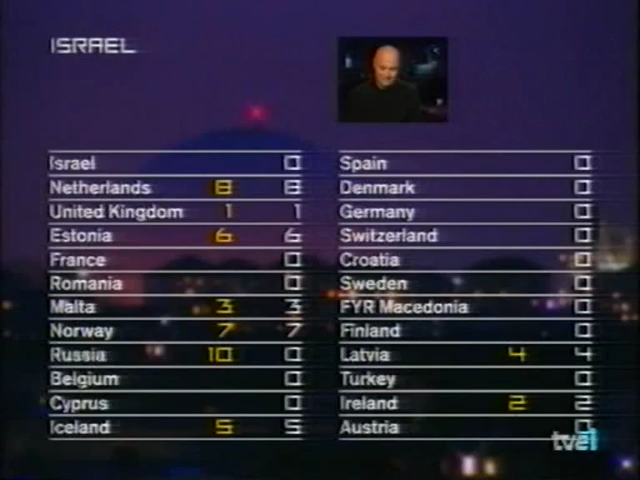 ISRAEL
Israel 0
Netherlands 8 8
United Kingdom 1 1
Estonia 6 6
France 0
Romania 0
Malta 3 3
Norway 7 7
Russia 10 0
Belgium 0
Cyprus 0
Iceland 5 5
Spain 0
Denmark 0
Germany 0
Switzerland 0
Croatia 0
Sweden 0
FYR Macedonia 0
Finland 0
Latvia 4 4
Turkey 0
Ireland 2 2
Austria 0
tve1